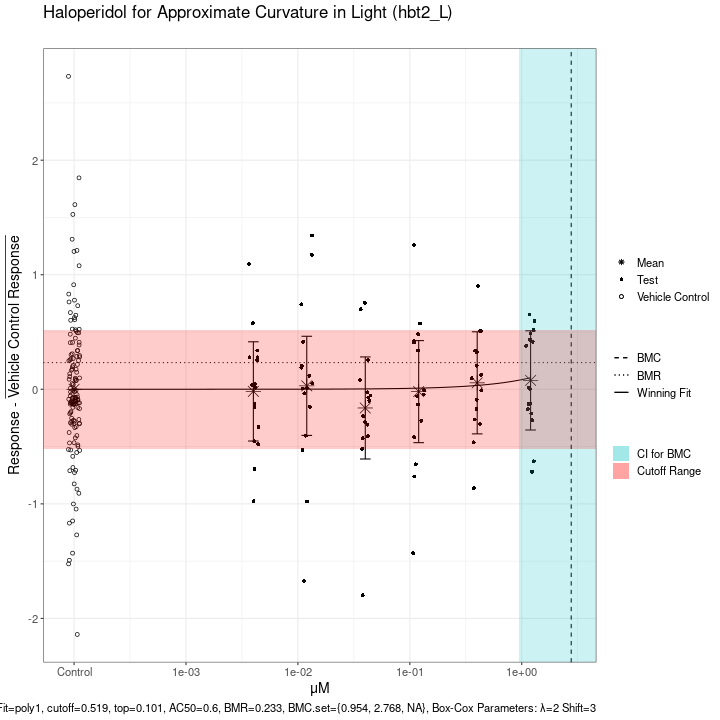 Haloperidol for Approximate Curvature in Light (hbt2_L)
Response - Vehicle Control Response
2
1
0
-1
-2
Control
1e-03
1e-02
1e-01
1e+00
μM
Mean
Test
Vehicle Control
BMC
BMR
Winning Fit
CI for BMC
Cutoff Range
Fit=poly1, cutoff=0.519, top=0.101, AC50=0.6, BMR=0.233, BMC.set={0.954, 2.768, NA}, Box-Cox Parameters: λ=2 Shift=3